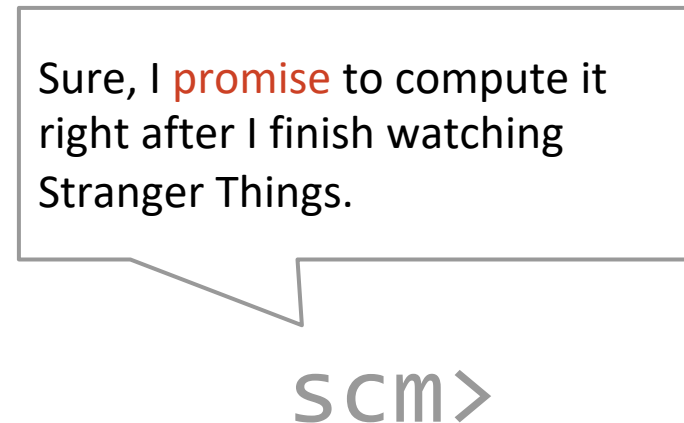 Sure, I promise to compute it
right after I finish watching
Stranger Things.
scm>